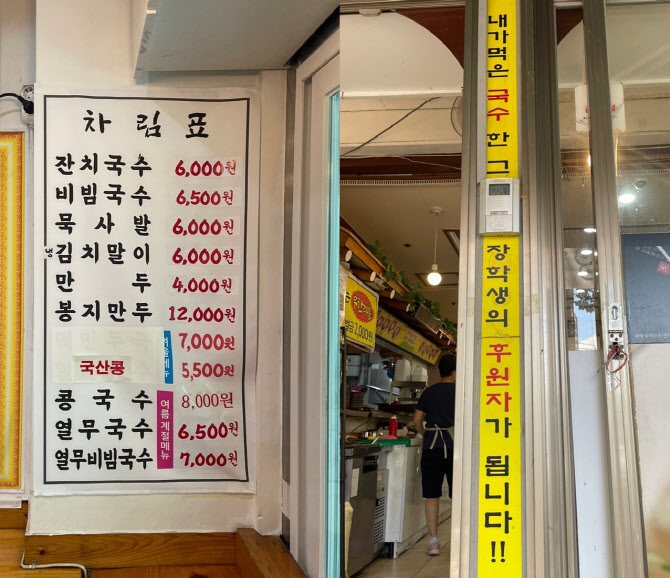 차림표
잔치국수 6,000원
비빔국수 6,500원
묵사발 6,000원
냉김치말이 6,000원
만두 4,000원
봉지만두 12,000원
7,000원
국산콩 5,500원
콩국수 8,000원
열무국수 6,500원
열무비빔국수 7,000원
여름계절메뉴
내가먹은 국수 한 그
장학생의 후원자가 됩니다!!